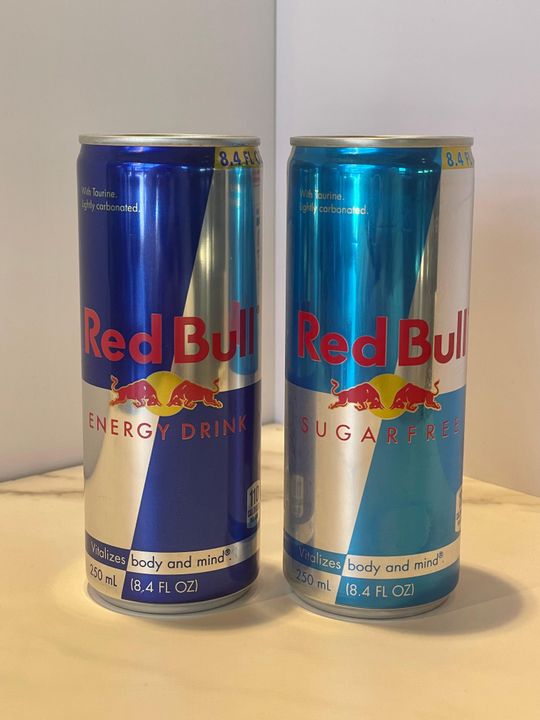 8.4 FL O
With Taurine.
Lightly carbonated.
Red Bull
ENERGY DRINK
110
Vitalizes body and mind®.
250 mL (8.4 FL OZ)
8.4 FL
With Taurine.
Lightly carbonated.
Red Bull
SUGARFREE
Vitalizes body and mind®.
250 mL (8.4 FL OZ)